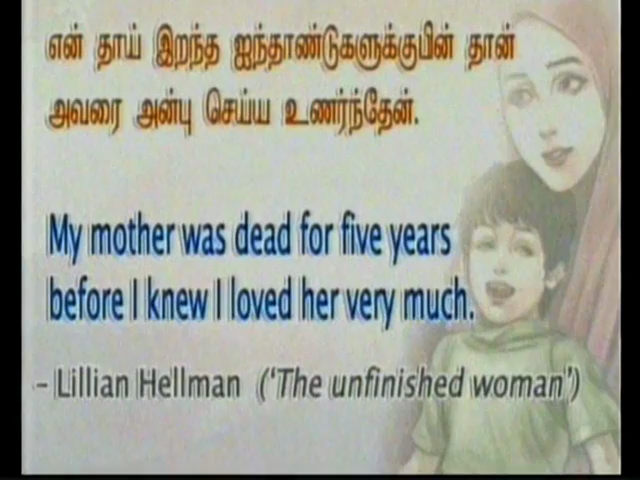 என் தாய் இறந்த ஐந்தாண்டுகளுக்குபின் தான்
அவரை அன்பு செய்ய உணர்ந்தேன்.
My mother was dead for five years
before I knew I loved her very much.
– Lillian Hellman (‘The unfinished woman’)